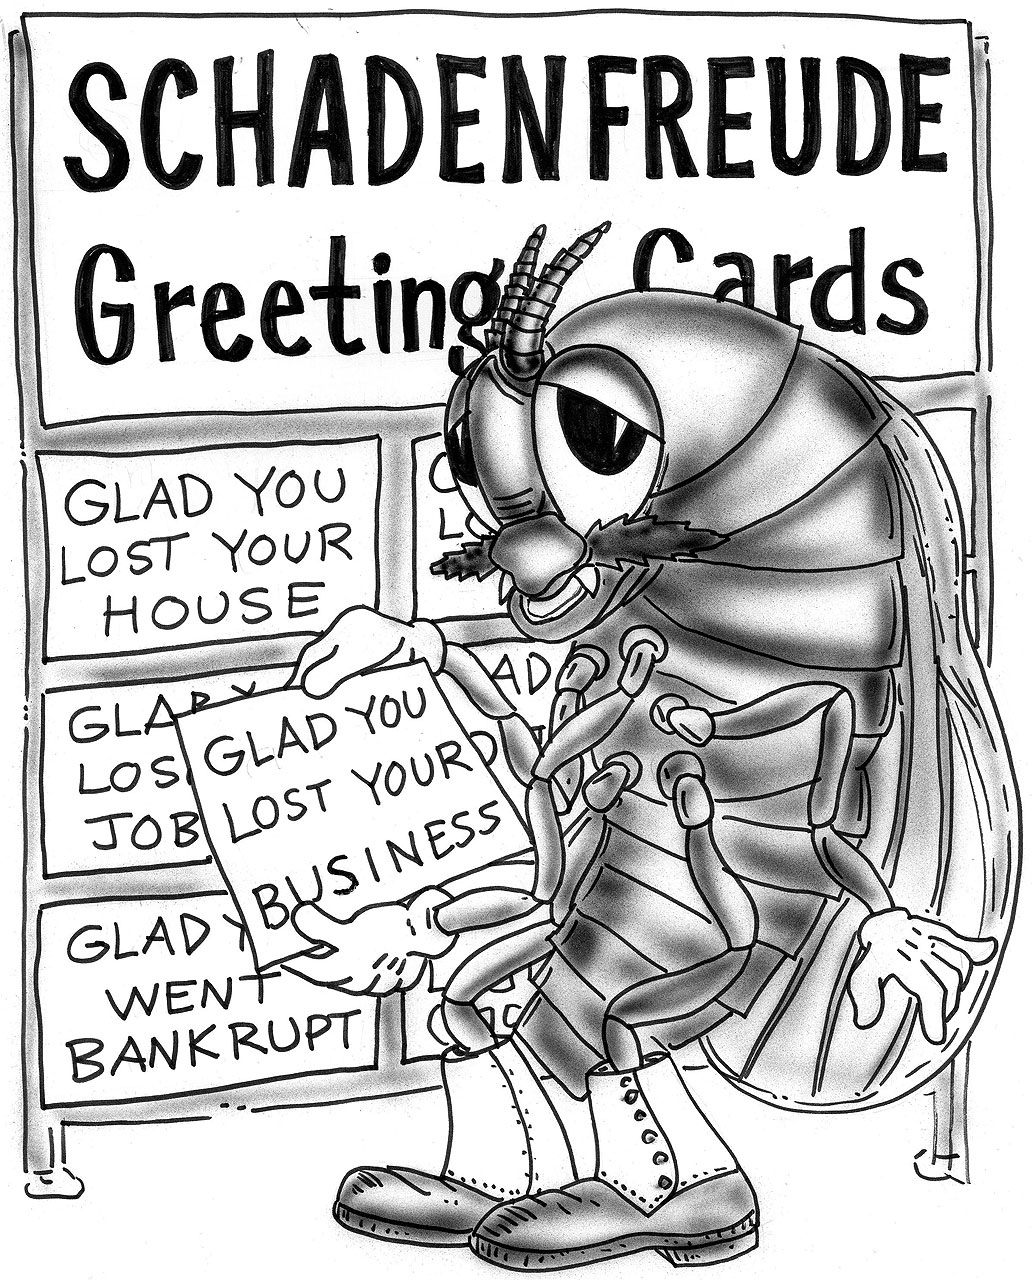 SCHADENFREUDE
Greeting Cards
GLAD YOU
LOST YOUR
HOUSE
GLAD YOU
LOST YOUR
BUSINESS
JOB
GLAD
WENT
BANKRUPT